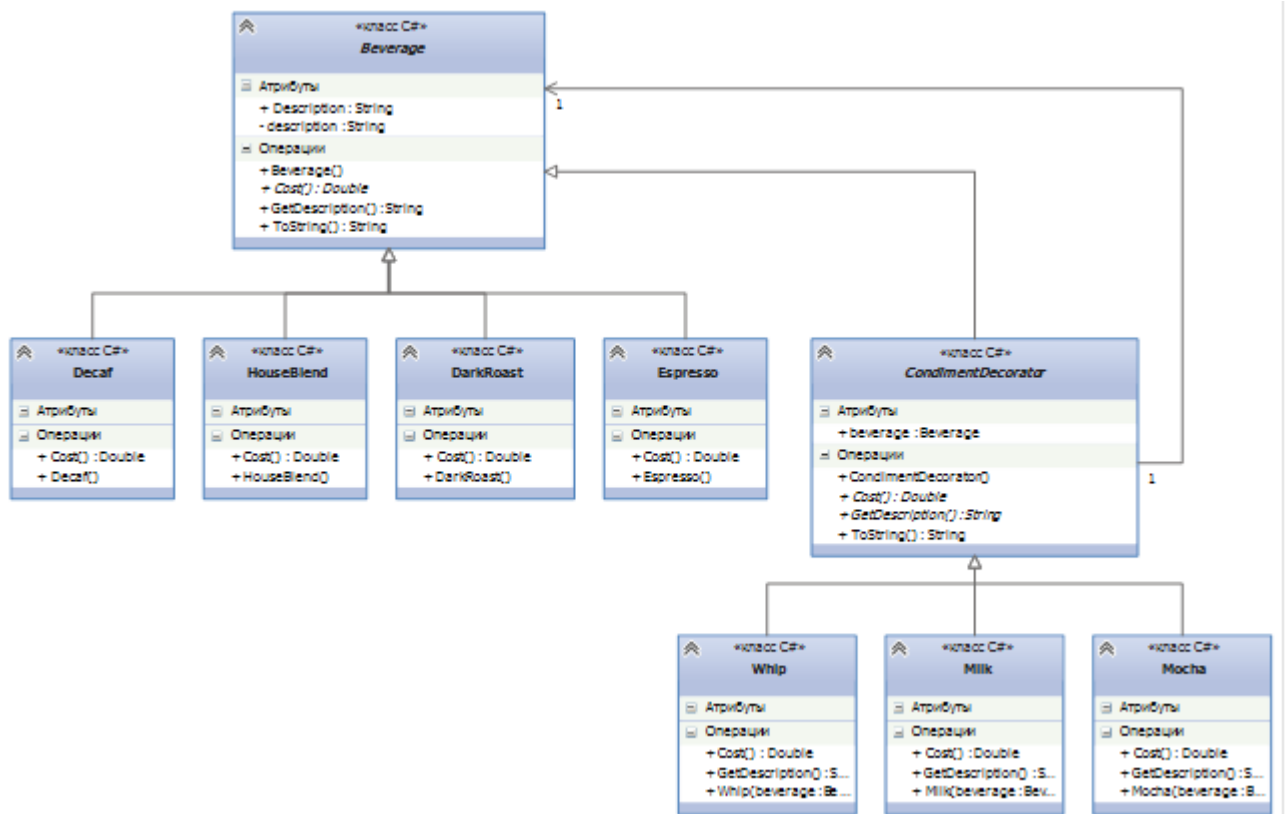 «класс C#»
Beverage
Атрибуты
+ Description : String
- description : String
Операции
+ Beverage()
+ Cost() : Double
+ GetDescription() : String
+ ToString() : String
1
«класс C#»
Decaf
Атрибуты
Операции
+ Cost() : Double
+ Decaf()
«класс C#»
HouseBlend
Атрибуты
Операции
+ Cost() : Double
+ HouseBlend()
«класс C#»
DarkRoast
Атрибуты
Операции
+ Cost() : Double
+ DarkRoast()
«класс C#»
Espresso
Атрибуты
Операции
+ Cost() : Double
+ Espresso()
«класс C#»
CondimentDecorator
Атрибуты
+ beverage : Beverage
Операции
+ CondimentDecorator()
+ Cost() : Double
+ GetDescription() : String
+ ToString() : String
1
«класс C#»
Whip
Атрибуты
Операции
+ Cost() : Double
+ GetDescription() : S...
+ Whip(beverage : Be...
«класс C#»
Milk
Атрибуты
Операции
+ Cost() : Double
+ GetDescription() : S...
+ Milk(beverage : Bev...
«класс C#»
Mocha
Атрибуты
Операции
+ Cost() : Double
+ GetDescription() : S...
+ Mocha(beverage : B...